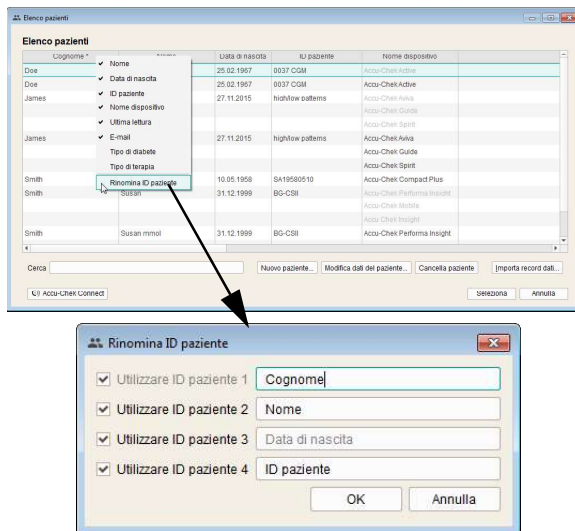 Elenco pazienti
Elenco pazienti
Cognome Nome Data di nascita ID paziente Nome dispositivo
Doe 25.02.1967 0037 CGM Accu-Chek Active
Doe 25.02.1967 0037 CGM Accu-Chek Active
James 27.11.2015 high/low patterns Accu-Chek Aviva
Accu-Chek Guide
Accu-Chek Spirit
James 27.11.2015 high/low patterns Accu-Chek Aviva
Accu-Chek Guide
Accu-Chek Spirit
Smith 10.05.1958 SA19580510 Accu-Chek Compact Plus
Smith Susan 31.12.1999 BG-CSII Accu-Chek Performa Insight
Accu-Chek Mobile
Accu-Chek Insight
Smith Susan mmol 31.12.1999 BG-CSII Accu-Chek Performa Insight
Nome
Data di nascita
ID paziente
Nome dispositivo
Ultima lettura
E-mail
Tipo di diabete
Tipo di terapia
Rinomina ID paziente
Cerca Nuovo paziente... Modifica dati del paziente... Cancella paziente Importa record dati...
Accu-Chek Connect Seleziona Annulla
Rinomina ID paziente
Utilizzare ID paziente 1 Cognome
Utilizzare ID paziente 2 Nome
Utilizzare ID paziente 3 Data di nascita
Utilizzare ID paziente 4 ID paziente
OK Annulla